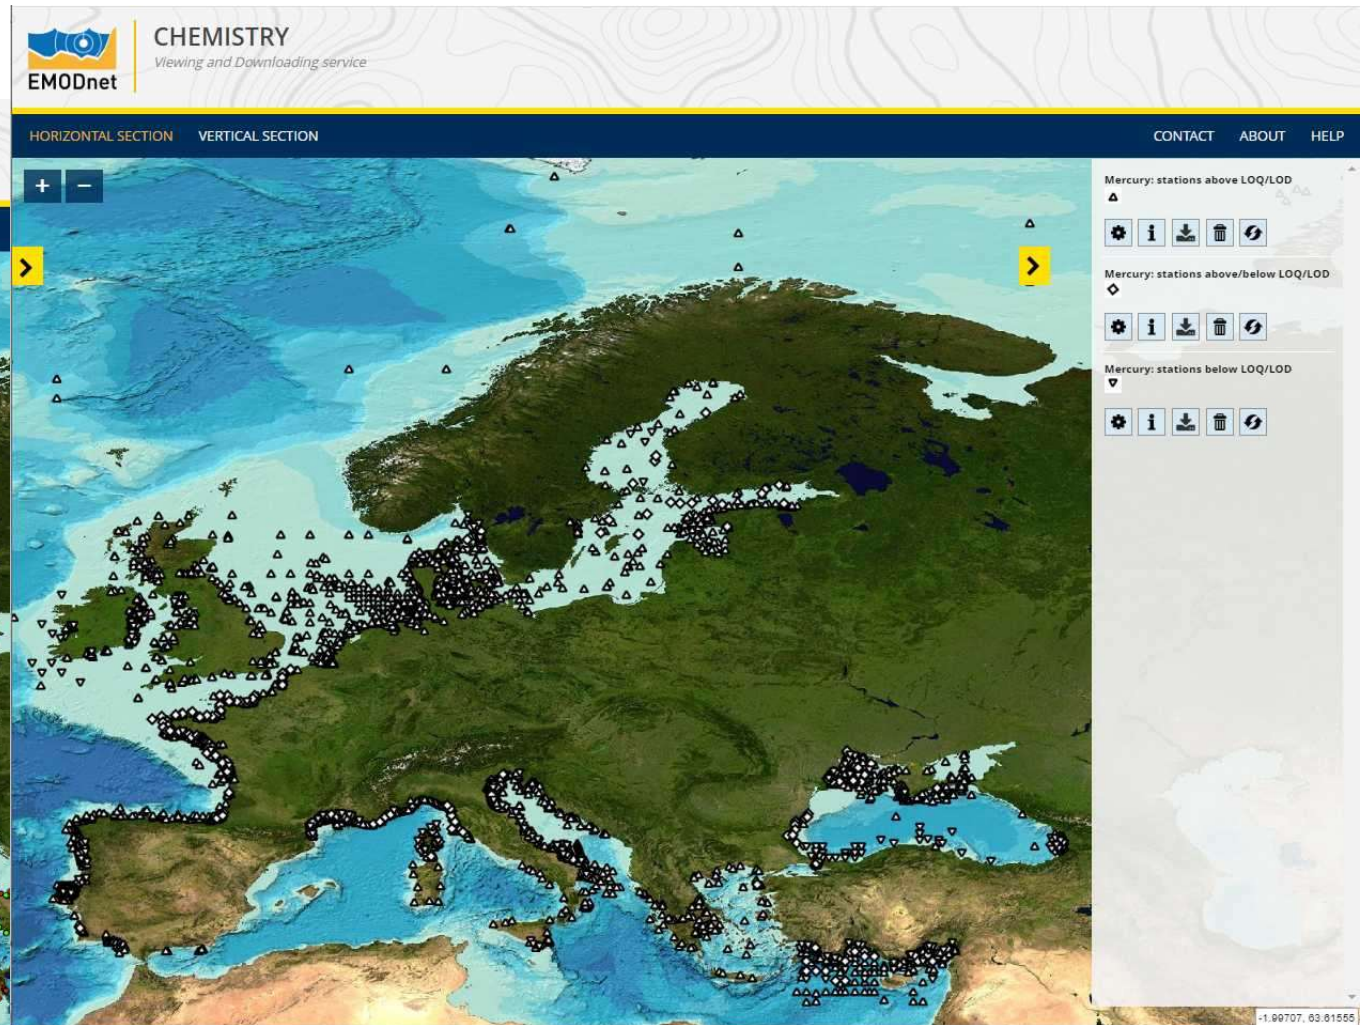 EMODnet
CHEMISTRY
Viewing and Downloading service
HORIZONTAL SECTION VERTICAL SECTION CONTACT ABOUT HELP
+ −
Mercury: stations above LOQ/LOD
Mercury: stations above/below LOQ/LOD
Mercury: stations below LOQ/LOD
-1.99707, 63.61555